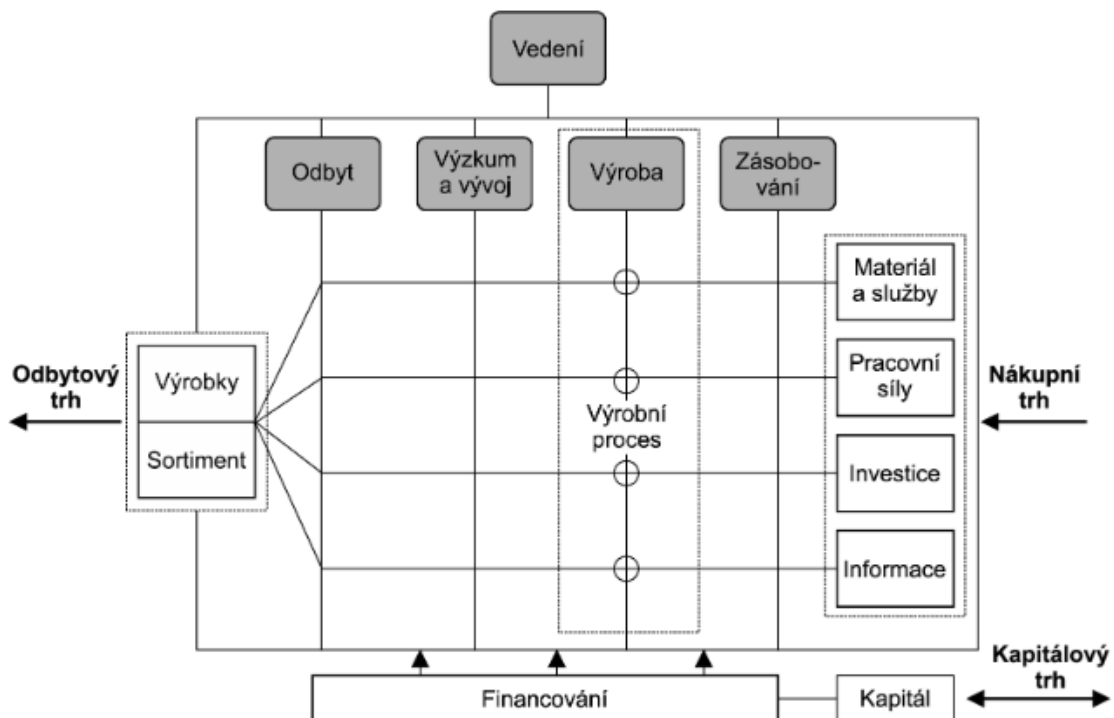 Vedení
Odbyt
Výzkum
a vývoj
Výroba
Zásobo-
vání
Materiál
a služby
Odbytový
trh
Výrobky
Sortiment
Pracovní
síly
Nákupní
trh
Výrobní
proces
Investice
Informace
Financování
Kapitál
Kapitálový
trh